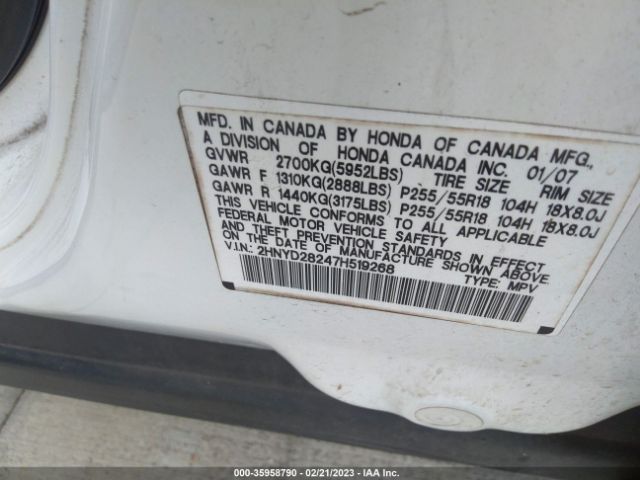 MFD. IN CANADA BY HONDA OF CANADA MFG.,
A DIVISION OF HONDA CANADA INC. 01/07
GVWR 2700KG(5952LBS) TIRE SIZE RIM SIZE
GAWR F 1310KG(2888LBS) P255/55R18 104H 18X8.0J
GAWR R 1440KG(3175LBS) P255/55R18 104H 18X8.0J
THIS VEHICLE CONFORMS TO ALL APPLICABLE
FEDERAL MOTOR VEHICLE SAFETY
AND THEFT PREVENTION STANDARDS IN EFFECT
ON THE DATE OF MANUFACTURE SHOWN ABOVE.
V.I.N.: 2HNYD28247H519268 TYPE: MPV
000-35958790 - 02/21/2023 - IAA Inc.